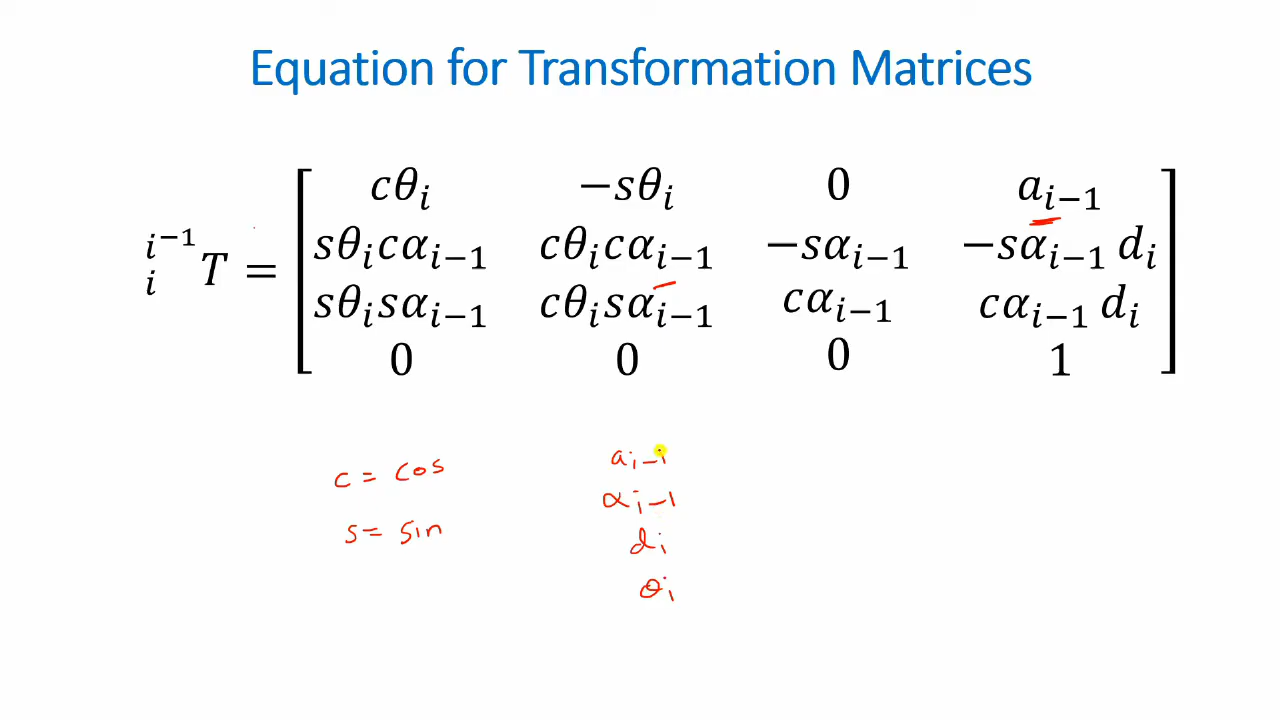 Equation for Transformation Matrices
cθᵢ −sθᵢ 0 aᵢ₋₁
ⁱ⁻¹ᵢT = sθᵢcαᵢ₋₁ cθᵢcαᵢ₋₁ −sαᵢ₋₁ −sαᵢ₋₁ dᵢ
sθᵢsαᵢ₋₁ cθᵢsαᵢ₋₁ cαᵢ₋₁ cαᵢ₋₁ dᵢ
0 0 0 1
c = cos
s = sin
aᵢ₋₁
αᵢ₋₁
dᵢ
θᵢ